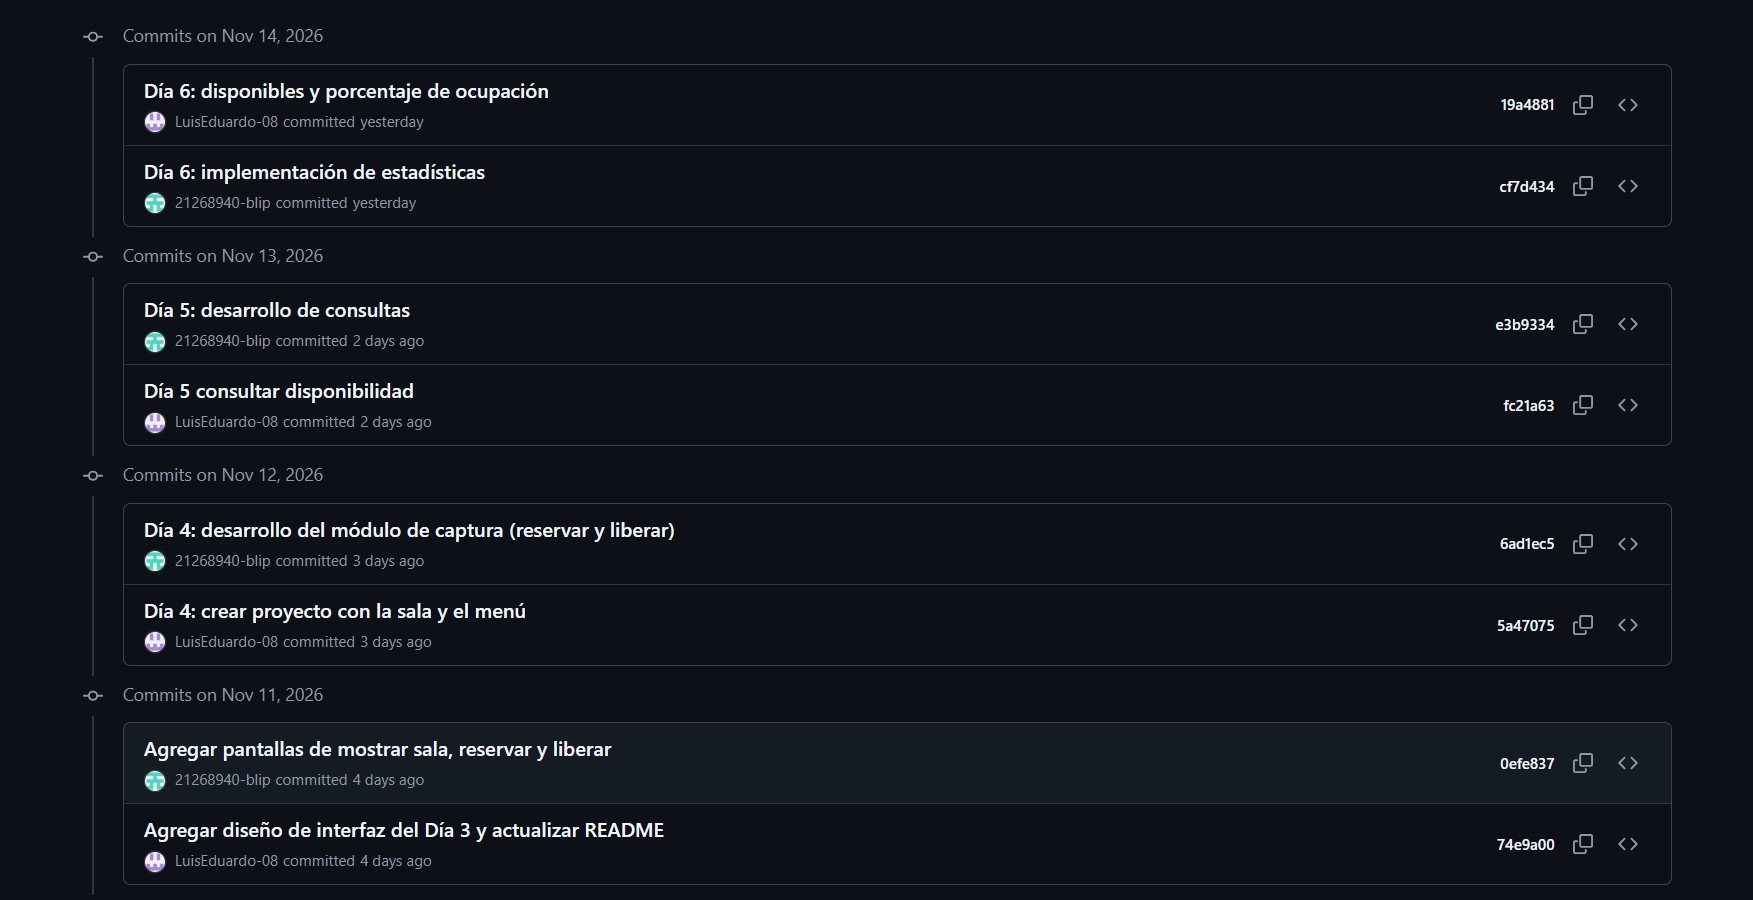 Commits on Nov 14, 2026
Día 6: disponibles y porcentaje de ocupación
19a4881
LuisEduardo-08 committed yesterday
Día 6: implementación de estadísticas
cf7d434
21268940-blip committed yesterday
Commits on Nov 13, 2026
Día 5: desarrollo de consultas
e3b9334
21268940-blip committed 2 days ago
Día 5 consultar disponibilidad
fc21a63
LuisEduardo-08 committed 2 days ago
Commits on Nov 12, 2026
Día 4: desarrollo del módulo de captura (reservar y liberar)
6ad1ec5
21268940-blip committed 3 days ago
Día 4: crear proyecto con la sala y el menú
5a47075
LuisEduardo-08 committed 3 days ago
Commits on Nov 11, 2026
Agregar pantallas de mostrar sala, reservar y liberar
0efe837
21268940-blip committed 4 days ago
Agregar diseño de interfaz del Día 3 y actualizar README
74e9a00
LuisEduardo-08 committed 4 days ago